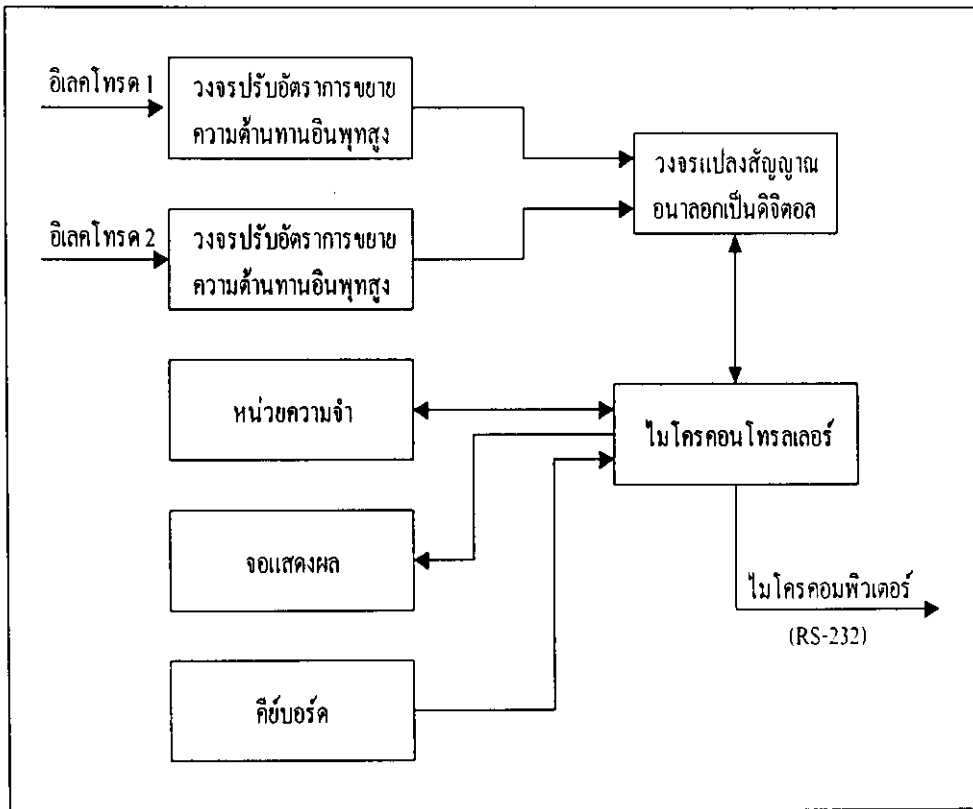 อิเลคโทรด 1
วงจรปรับอัตราการขยาย
ความต้านทานอินพุทสูง
วงจรแปลงสัญญาณ
อนาลอกเป็นดิจิตอล
อิเลคโทรด 2
วงจรปรับอัตราการขยาย
ความต้านทานอินพุทสูง
หน่วยความจำ
ไมโครคอนโทรลเลอร์
จอแสดงผล
ไมโครคอมพิวเตอร์
(RS-232)
คีย์บอร์ด